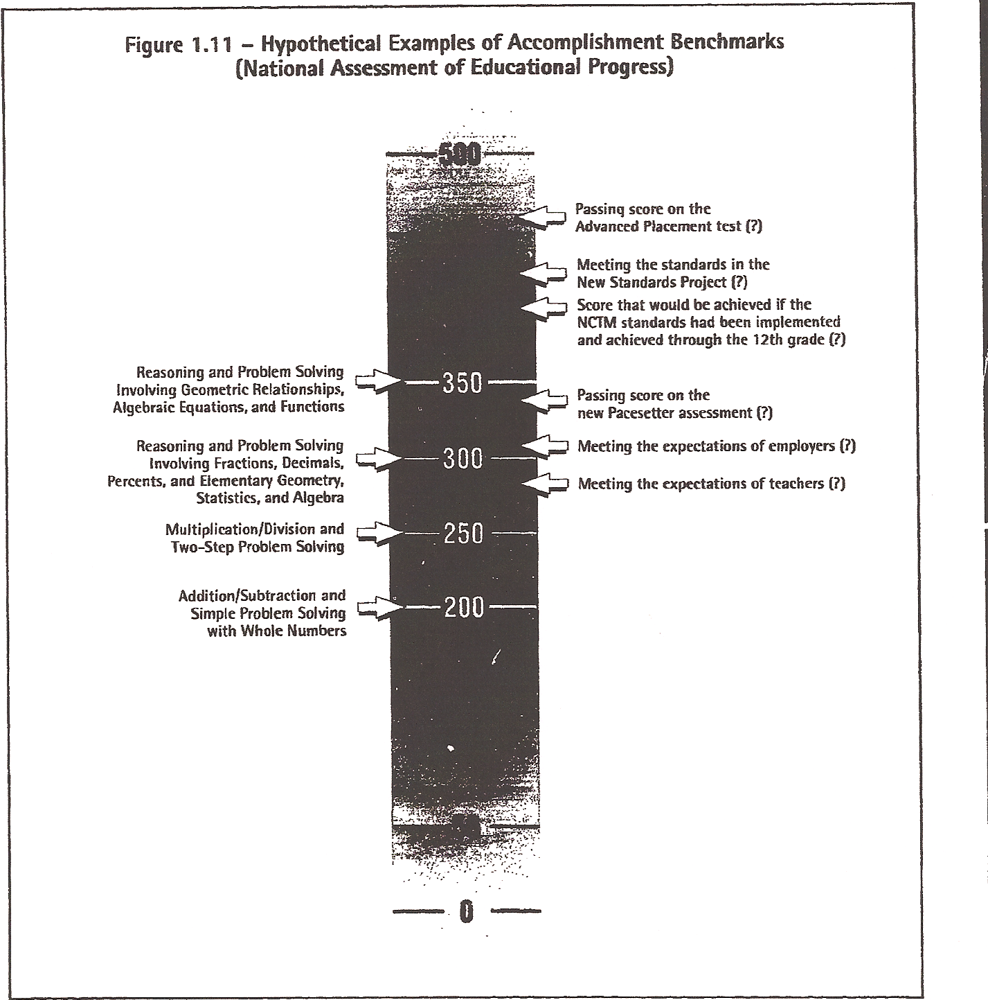 Figure 1.11 – Hypothetical Examples of Accomplishment Benchmarks
(National Assessment of Educational Progress)
500
Passing score on the
Advanced Placement test (?)
Meeting the standards in the
New Standards Project (?)
Score that would be achieved if the
NCTM standards had been implemented
and achieved through the 12th grade (?)
Reasoning and Problem Solving
Involving Geometric Relationships,
Algebraic Equations, and Functions
350
Passing score on the
new Pacesetter assessment (?)
Reasoning and Problem Solving
Involving Fractions, Decimals,
Percents, and Elementary Geometry,
Statistics, and Algebra
300
Meeting the expectations of employers (?)
Meeting the expectations of teachers (?)
Multiplication/Division and
Two-Step Problem Solving
250
Addition/Subtraction and
Simple Problem Solving
with Whole Numbers
200
0